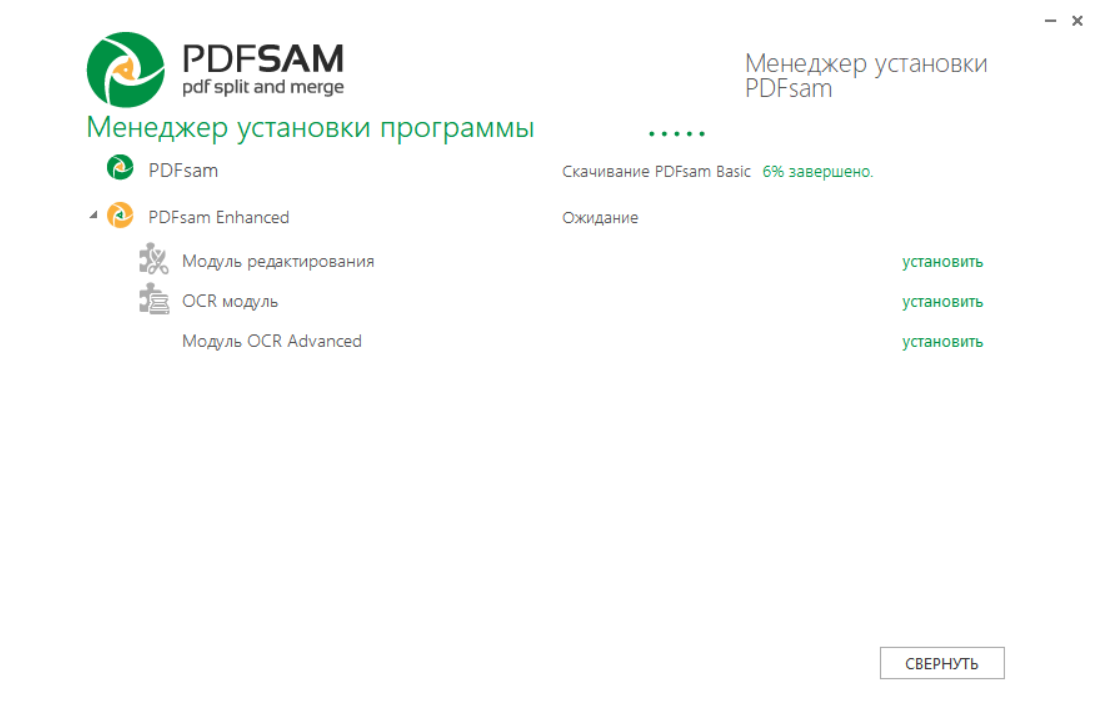 PDFSAM
pdf split and merge
Менеджер установки
PDFsam
Менеджер установки программы
PDFsam
Скачивание PDFsam Basic 6% завершено.
PDFsam Enhanced
Ожидание
Модуль редактирования
установить
OCR модуль
установить
Модуль OCR Advanced
установить
СВЕРНУТЬ